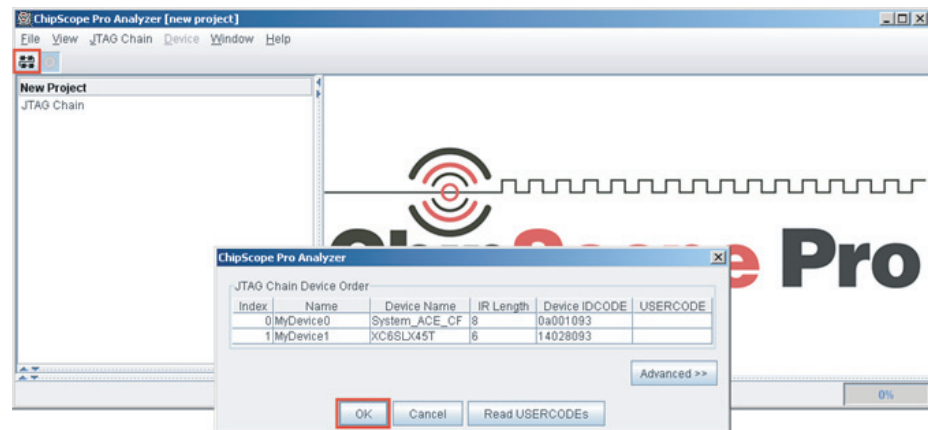 ChipScope Pro Analyzer [new project]
File View JTAG Chain Device Window Help
New Project
JTAG Chain
ChipScope Pro
ChipScope Pro Analyzer
JTAG Chain Device Order
Index Name Device Name IR Length Device IDCODE USERCODE
0 MyDevice0 System_ACE_CF 8 0a001093
1 MyDevice1 XC6SLX45T 6 14028093
Advanced >>
0%
OK Cancel Read USERCODEs